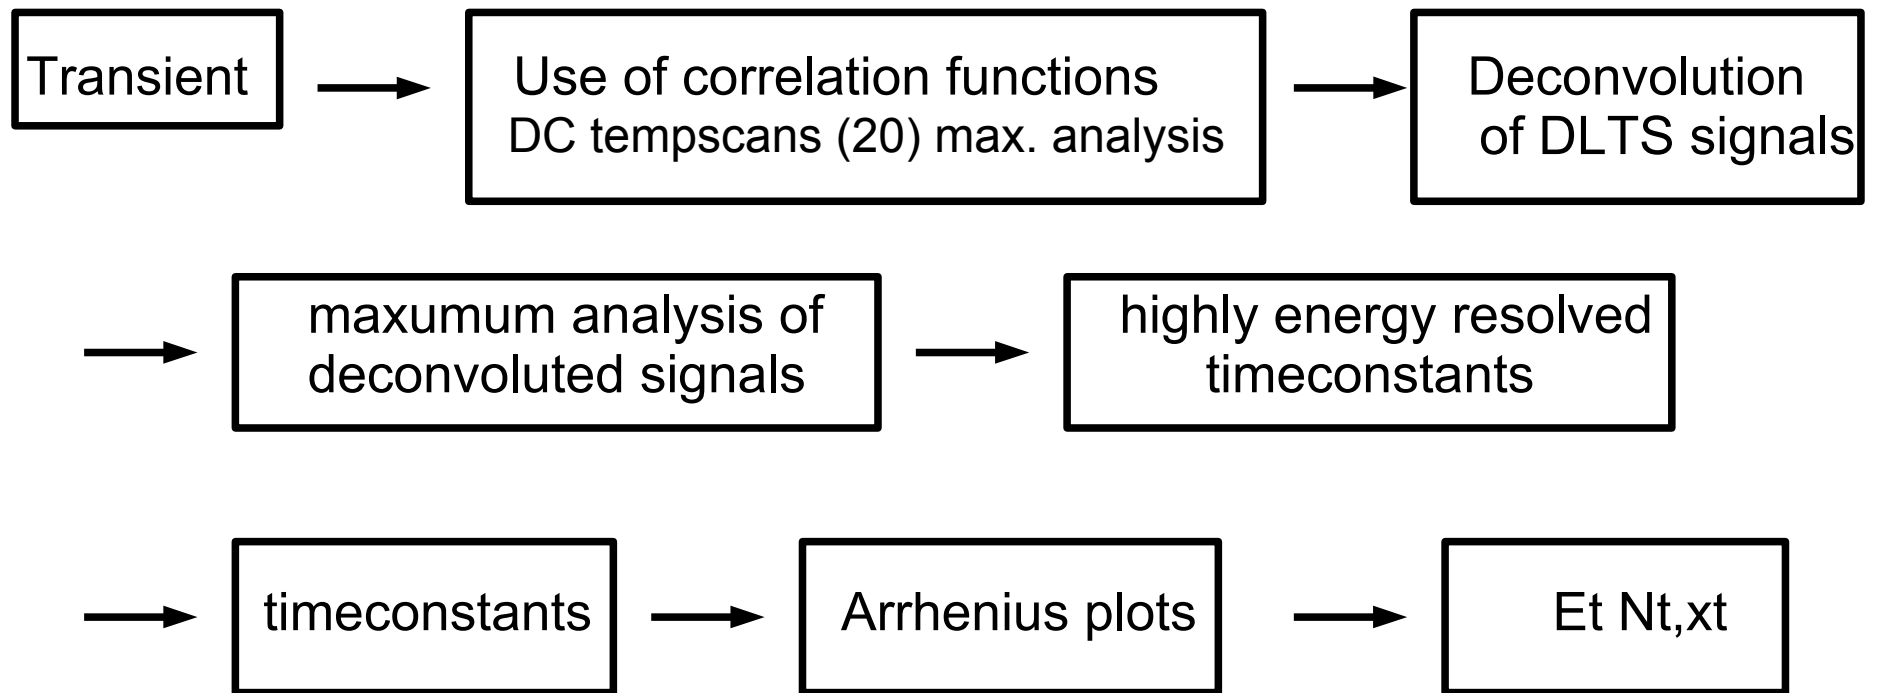 Transient
Use of correlation functions
DC tempscans (20) max. analysis
Deconvolution
of DLTS signals
maxumum analysis of
deconvoluted signals
highly energy resolved
timeconstants
timeconstants
Arrhenius plots
Et Nt,xt